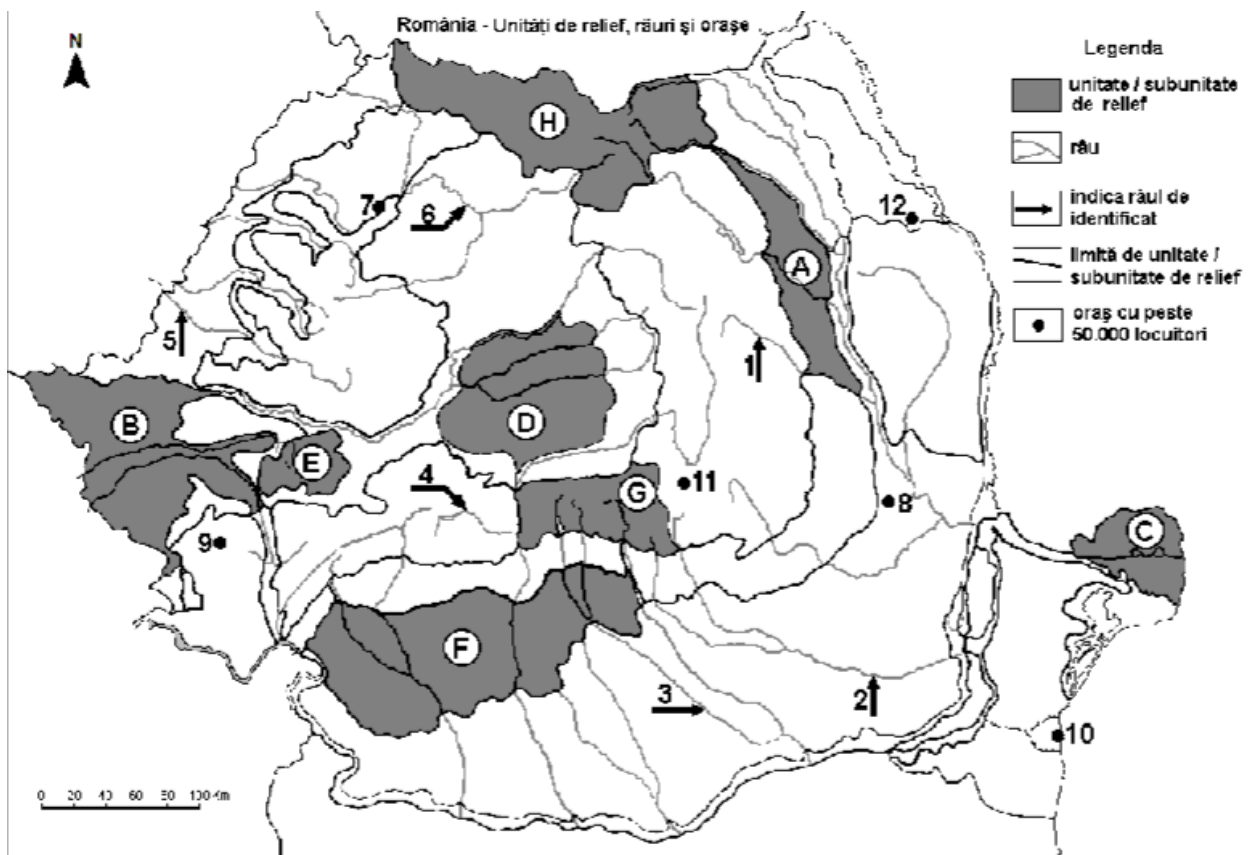 România - Unităţi de relief, râuri şi oraşe
N
Legenda
unitate / subunitate
de relief
râu
indica râul de
identificat
limită de unitate /
subunitate de relief
oraş cu peste
50.000 locuitori
H
7
6
12
A
5
1
B
D
E
4
G
11
8
C
9
F
3
2
10
0 20 40 60 80 100 Km